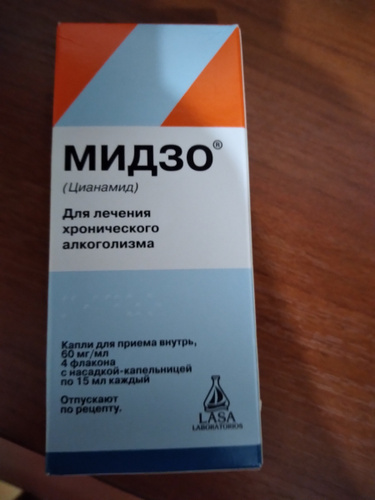 МИДЗО®
(Цианамид)
Для лечения
хронического
алкоголизма
Капли для приема внутрь,
60 мг/мл
4 флакона
с насадкой-капельницей
по 15 мл каждый
Отпускают
по рецепту.
LASA
LABORATORIOS